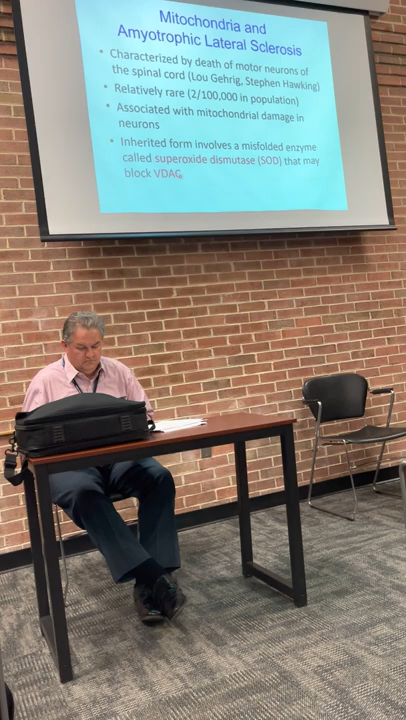 Mitochondria and
Amyotrophic Lateral Sclerosis
• Characterized by death of motor neurons of
the spinal cord (Lou Gehrig, Stephen Hawking)
• Relatively rare (2/100,000 in population)
• Associated with mitochondrial damage in
neurons
• Inherited form involves a misfolded enzyme
called superoxide dismutase (SOD) that may
block VDAC